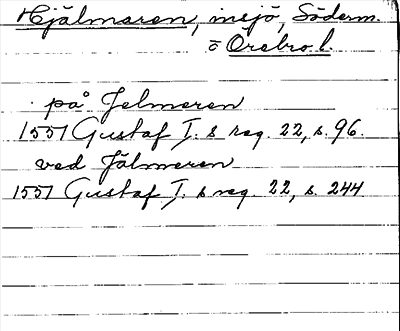 Hjälmaren, insjö, Söderm.
o Örebro l.
på Jelmeren
1551 Gustaf I. s reg. 22, s. 96.
ved Jälmeren
1551 Gustaf I. s reg. 22, s. 244